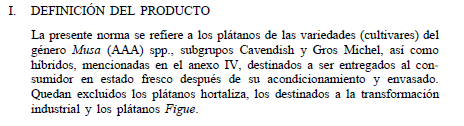 I. DEFINICIÓN DEL PRODUCTO
La presente norma se refiere a los plátanos de las variedades (cultivares) del
género Musa (AAA) spp., subgrupos Cavendish y Gros Michel, así como
híbridos, mencionadas en el anexo IV, destinados a ser entregados al con-
sumidor en estado fresco después de su acondicionamiento y envasado.
Quedan excluidos los plátanos hortaliza, los destinados a la transformación
industrial y los plátanos Figue.